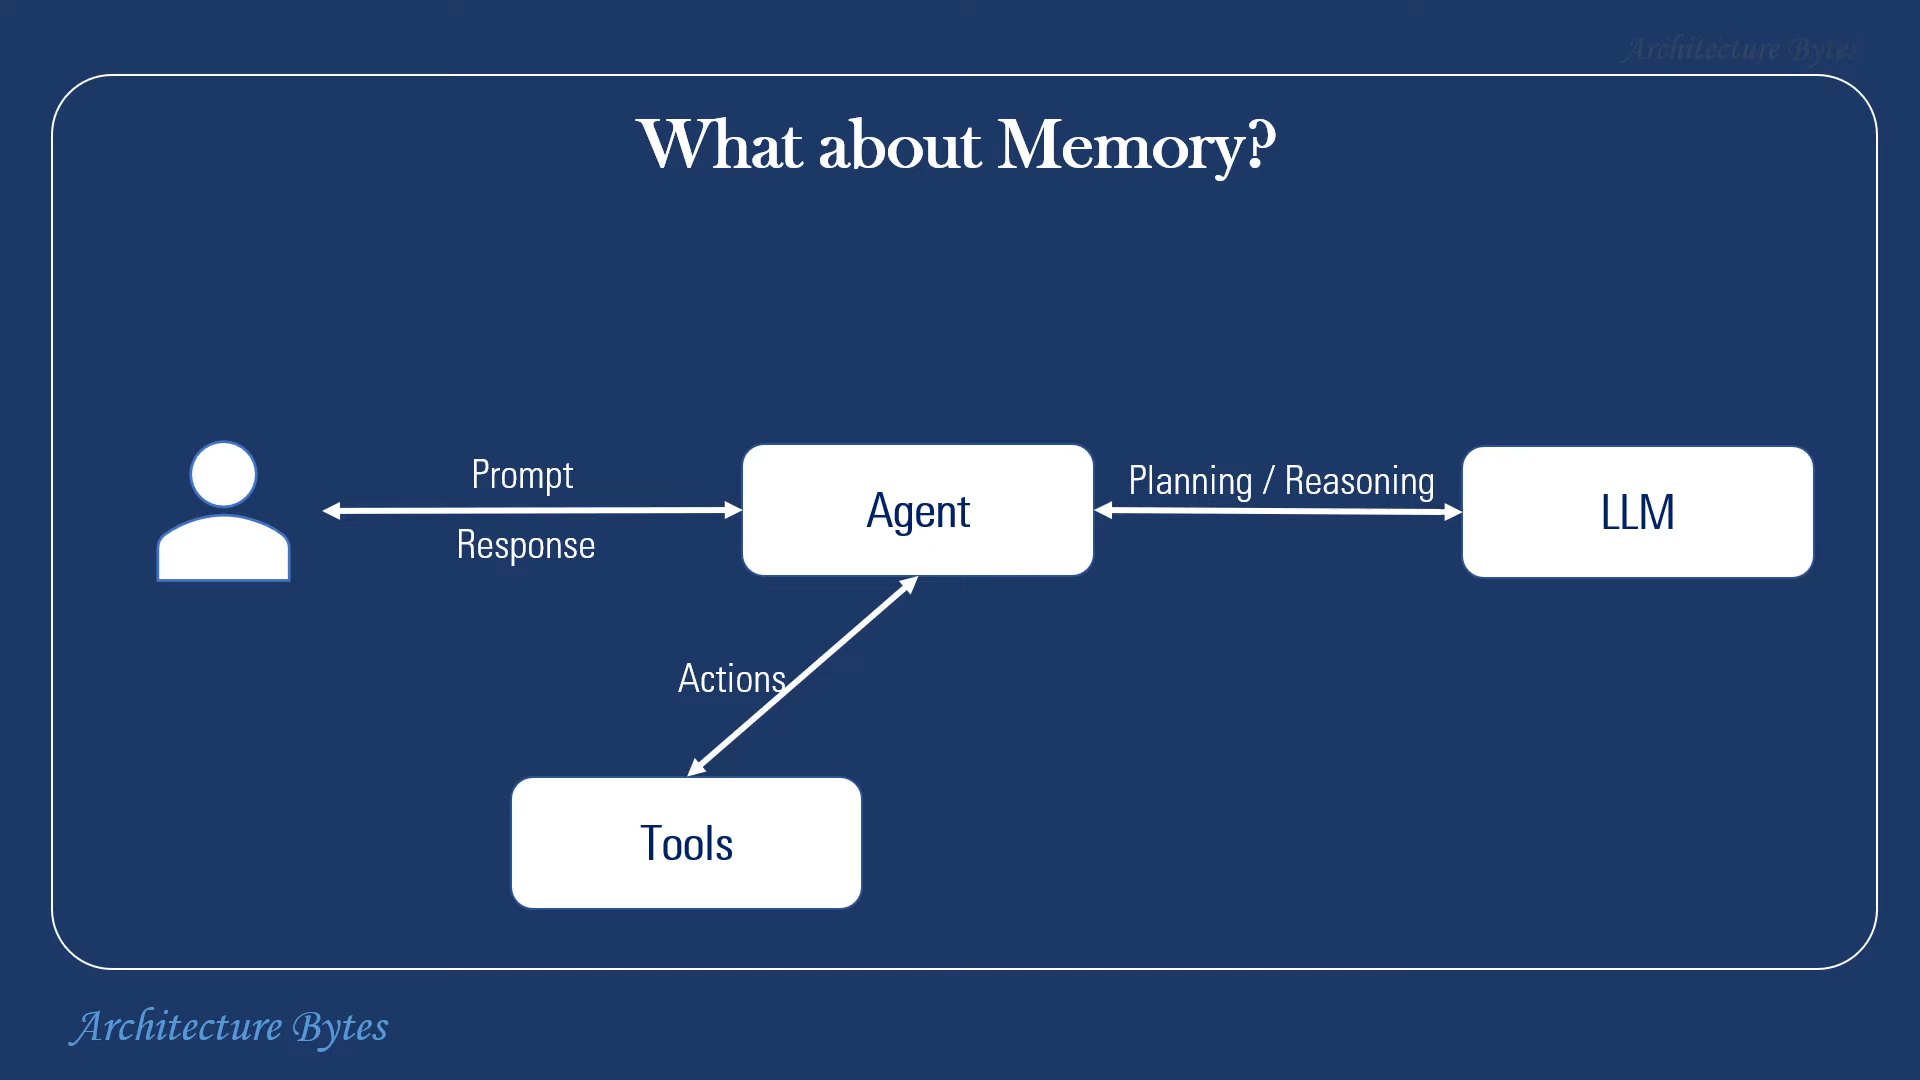 Architecture Bytes
What about Memory?
Prompt
Response
Agent
Planning / Reasoning
LLM
Actions
Tools
Architecture Bytes